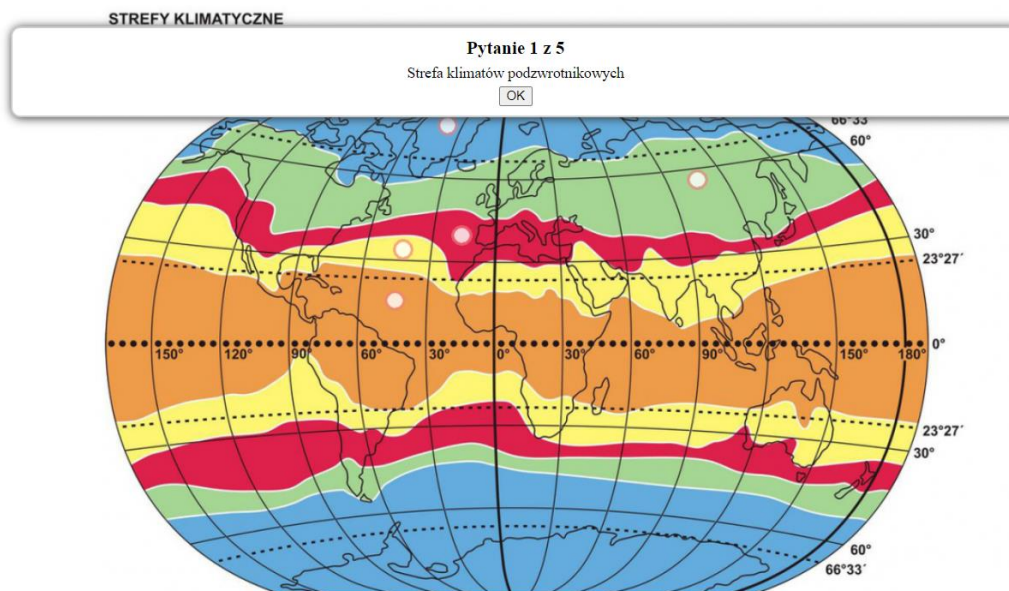 STREFY KLIMATYCZNE
Pytanie 1 z 5
Strefa klimatów podzwrotnikowych
OK
66°33´
60°
30°
23°27´
150° 120° 90° 60° 30° 0° 30° 60° 90° 150° 180° 0°
23°27´
30°
60°
66°33´